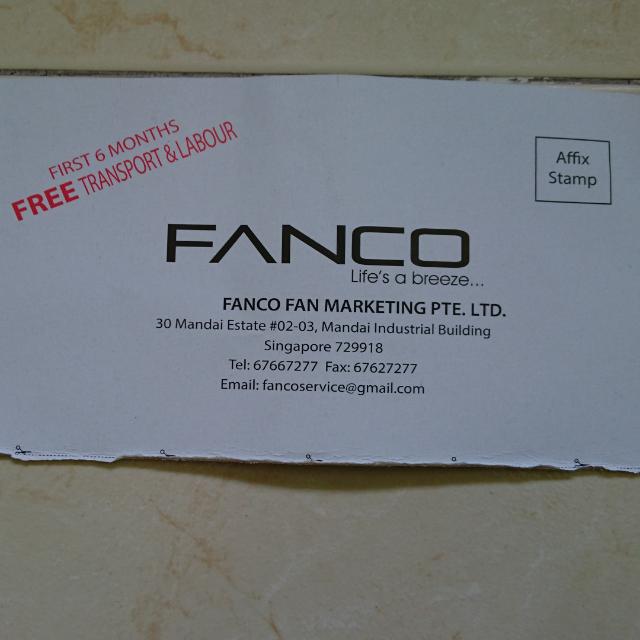 FIRST 6 MONTHS
FREE TRANSPORT & LABOUR
Affix
Stamp
FANCO
Life's a breeze...
FANCO FAN MARKETING PTE. LTD.
30 Mandai Estate #02-03, Mandai Industrial Building
Singapore 729918
Tel: 67667277 Fax: 67627277
Email: fancoservice@gmail.com